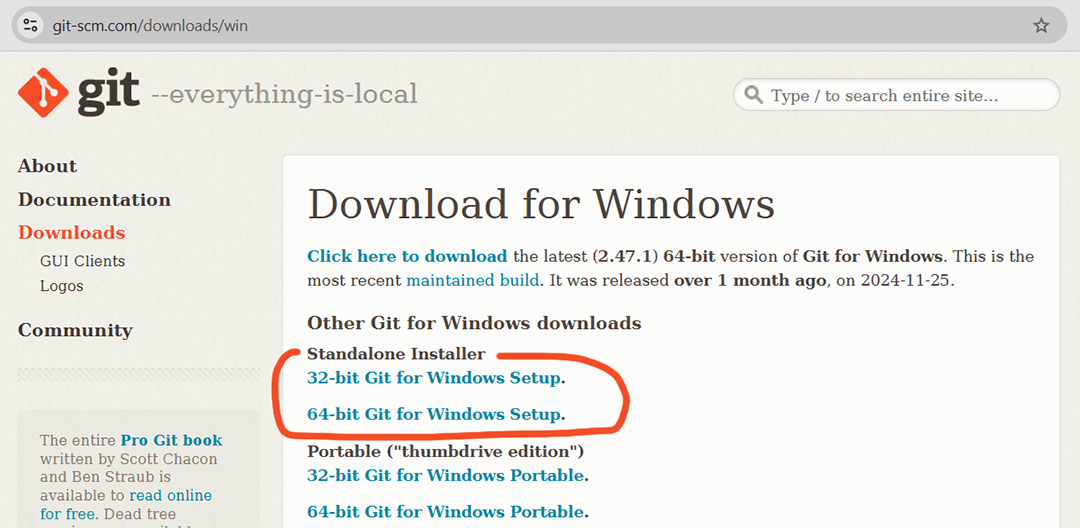 git-scm.com/downloads/win
git --everything-is-local
Type / to search entire site...
About
Documentation
Downloads
GUI Clients
Logos
Community
The entire Pro Git book
written by Scott Chacon
and Ben Straub is
available to read online
for free. Dead tree
Download for Windows
Click here to download the latest (2.47.1) 64-bit version of Git for Windows. This is the
most recent maintained build. It was released over 1 month ago, on 2024-11-25.
Other Git for Windows downloads
Standalone Installer
32-bit Git for Windows Setup.
64-bit Git for Windows Setup.
Portable ("thumbdrive edition")
32-bit Git for Windows Portable.
64-bit Git for Windows Portable.